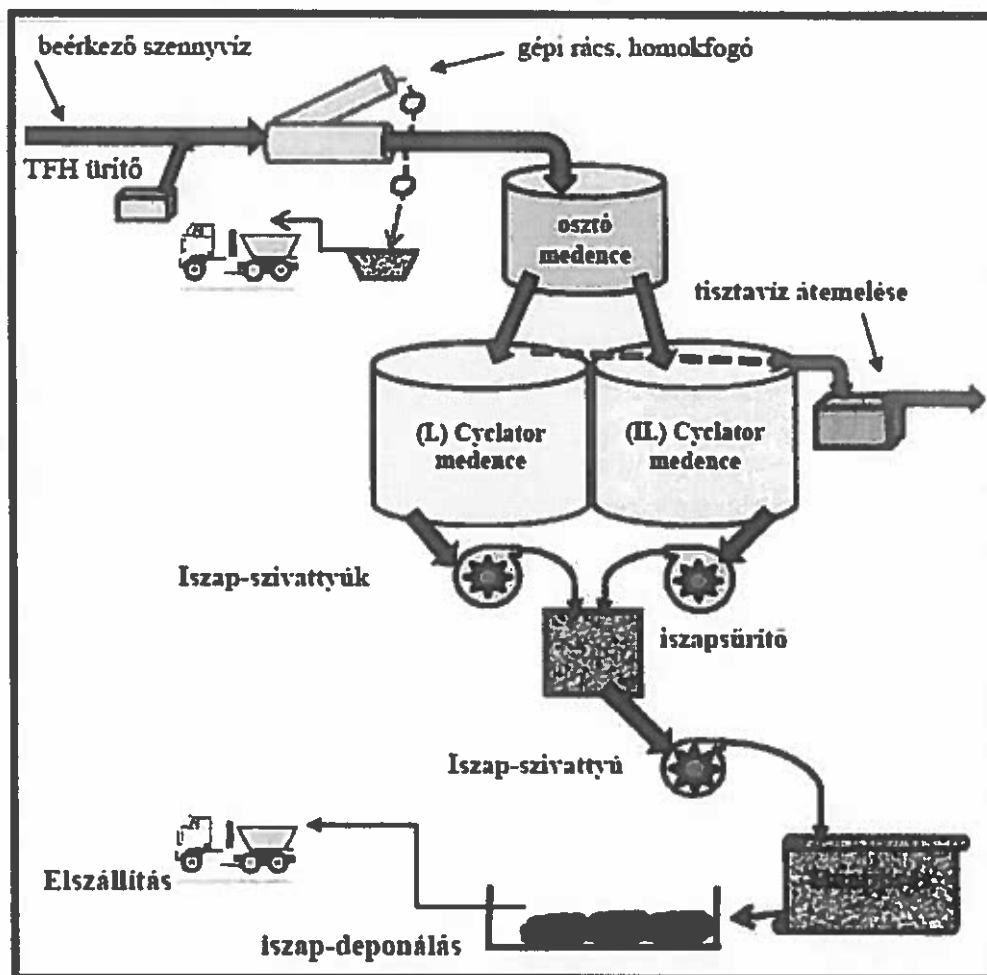 beérkező szennyvíz
gépi rács, homokfogó
TFH ürítő
osztó
medence
tisztavíz átemelése
(I.) Cyclator
medence
(II.) Cyclator
medence
Iszap-szivattyúk
iszapsűrítő
Iszap-szivattyú
Elszállítás
iszap-deponálás